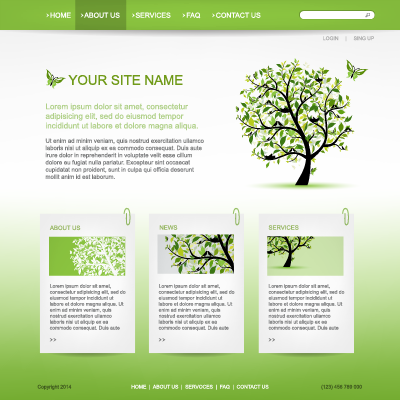 >HOME >ABOUT US >SERVICES >FAQ >CONTACT US
LOGIN | SING UP
YOUR SITE NAME
Lorem ipsum dolor sit amet, consectetur
adipisicing elit, sed do eiusmod tempor
incididunt ut labore et dolore magna aliqua.
Ut enim ad minim veniam, quis nostrud exercitation
ullamco laboris nisi ut aliquip ex ea commodo
consequat. Duis aute irure dolor in reprehenderit in
voluptate velit esse cillum dolore eu fugiat nulla
pariatur. Excepteur sint occaecat cupidatat non
proident, sunt in culpa qui officia deserunt
mollit anim id est laborum.
ABOUT US
Lorem ipsum dolor sit amet,
consectetur adipisicing elit, sed do
eiusmod tempor incididunt ut labore
et dolore magna aliqua. Ut enim
ad minim veniam, quis nostrud
exercitation ullamco laboris
nisi ut aliquip ex ea
commodo consequat. Duis aute
>>
NEWS
Lorem ipsum dolor sit amet,
consectetur adipisicing elit, sed do
eiusmod tempor incididunt ut labore
et dolore magna aliqua. Ut enim
ad minim veniam, quis nostrud
exercitation ullamco laboris
nisi ut aliquip ex ea
commodo consequat. Duis aute
>>
SERVICES
Lorem ipsum dolor sit amet,
consectetur adipisicing elit, sed do
eiusmod tempor incididunt ut labore
et dolore magna aliqua. Ut enim
ad minim veniam, quis nostrud
exercitation ullamco laboris
nisi ut aliquip ex ea
commodo consequat. Duis aute
>>
Copyright 2014 HOME | ABOUT US | SERVOCES | FAQ | CONTACT US (123) 456 789 000